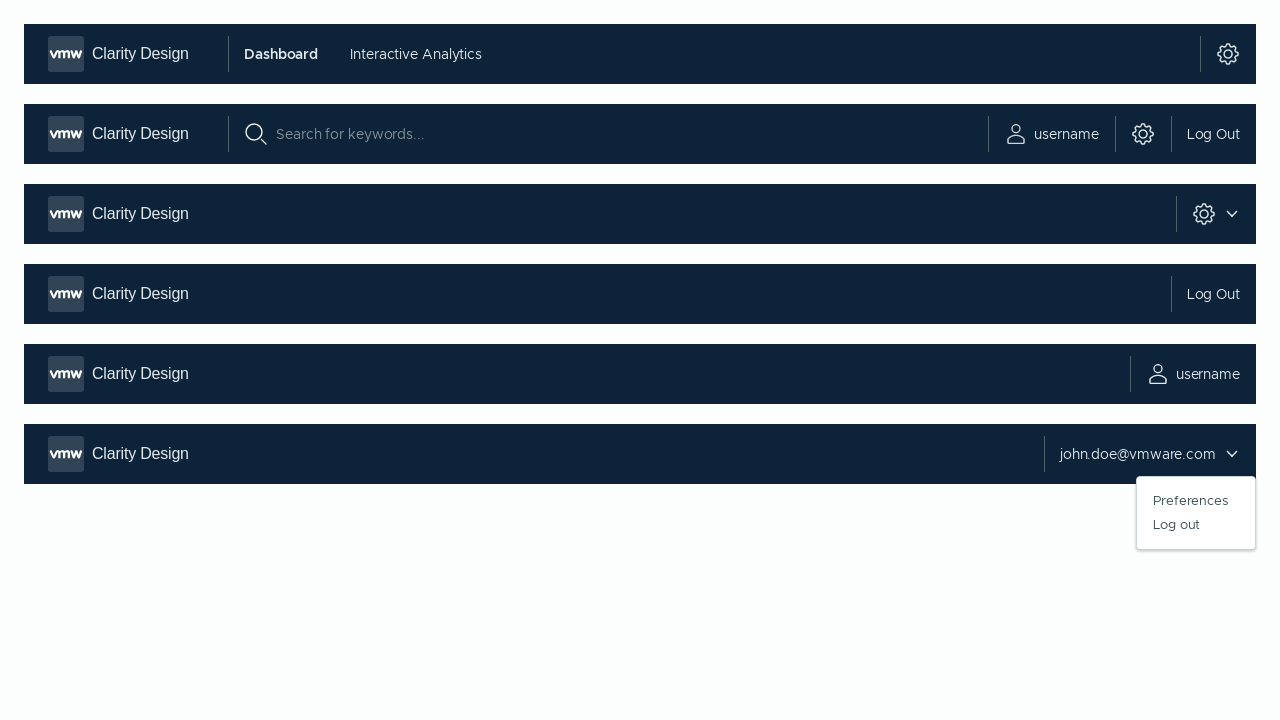 vmw Clarity Design Dashboard Interactive Analytics
vmw Clarity Design Search for keywords... username Log Out
vmw Clarity Design
vmw Clarity Design Log Out
vmw Clarity Design username
vmw Clarity Design john.doe@vmware.com
Preferences
Log out